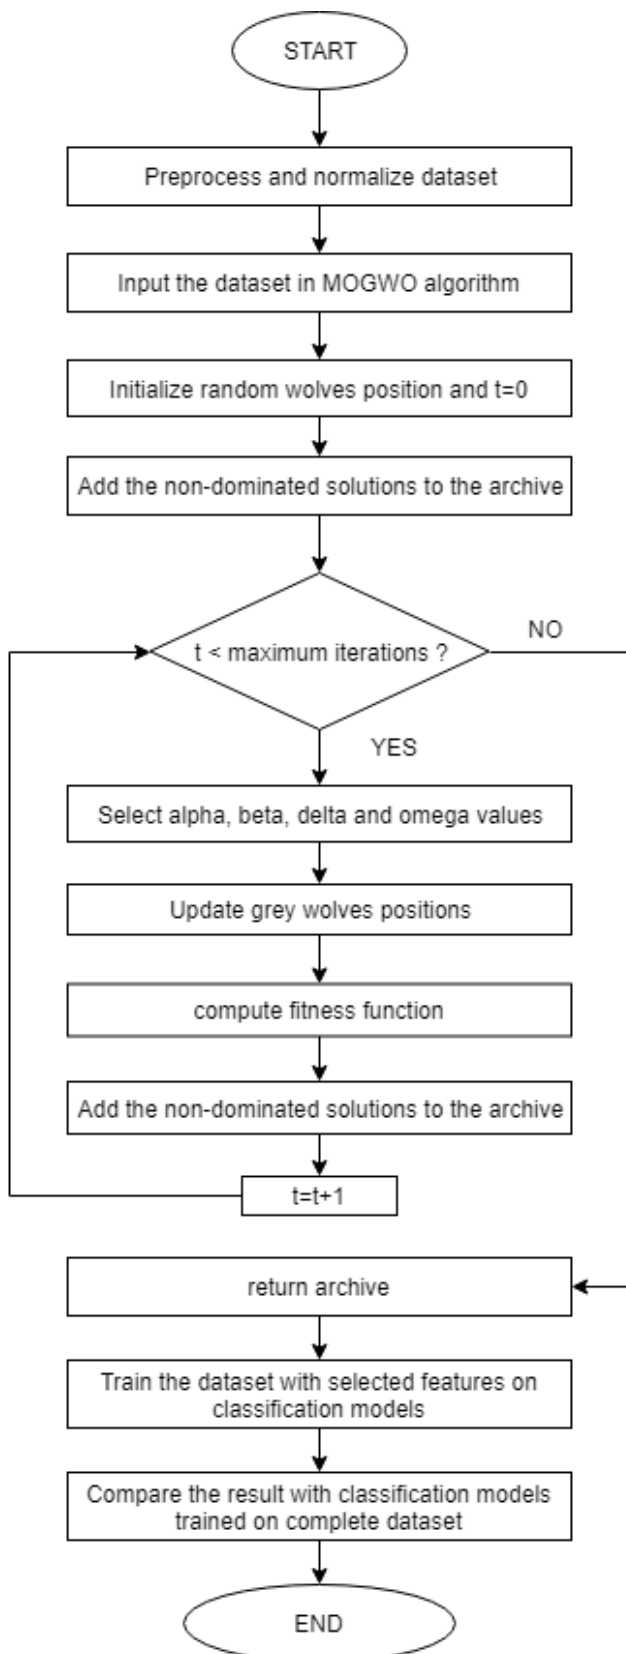 START
Preprocess and normalize dataset
Input the dataset in MOGWO algorithm
Initialize random wolves position and t=0
Add the non-dominated solutions to the archive
t < maximum iterations ?
NO
YES
Select alpha, beta, delta and omega values
Update grey wolves positions
compute fitness function
Add the non-dominated solutions to the archive
t=t+1
return archive
Train the dataset with selected features on
classification models
Compare the result with classification models
trained on complete dataset
END